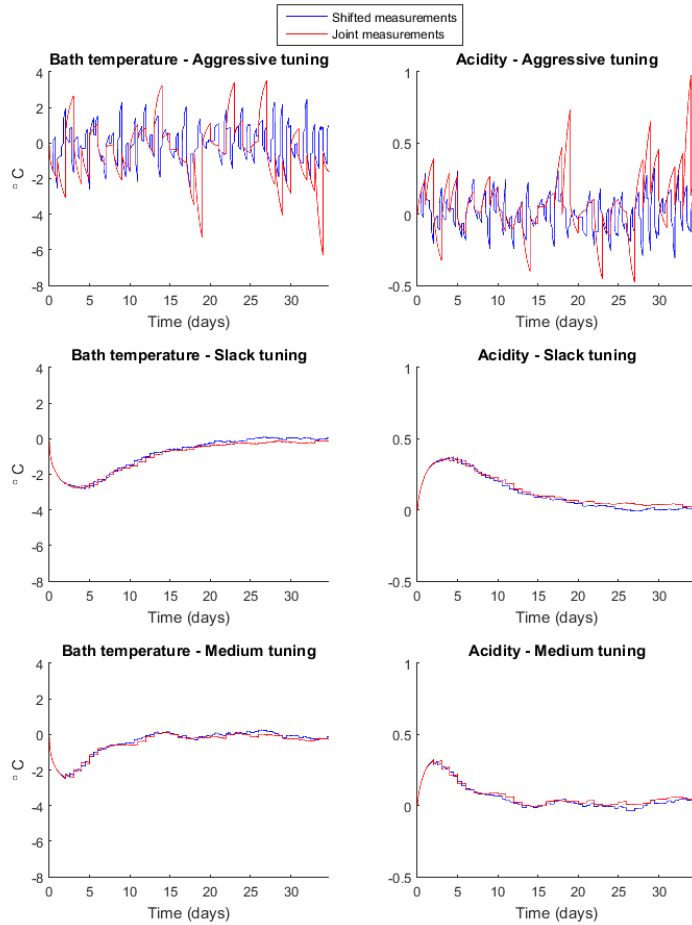 Shifted measurements
Joint measurements
Bath temperature - Aggressive tuning
Acidity - Aggressive tuning
4
2
0
-2
-4
-6
-8
° C
0 5 10 15 20 25 30
Time (days)
1
0.5
0
-0.5
0 5 10 15 20 25 30
Time (days)
Bath temperature - Slack tuning
Acidity - Slack tuning
4
2
0
-2
-4
-6
-8
° C
0 5 10 15 20 25 30
Time (days)
1
0.5
0
-0.5
0 5 10 15 20 25 30
Time (days)
Bath temperature - Medium tuning
Acidity - Medium tuning
4
2
0
-2
-4
-6
-8
° C
0 5 10 15 20 25 30
Time (days)
1
0.5
0
-0.5
0 5 10 15 20 25 30
Time (days)